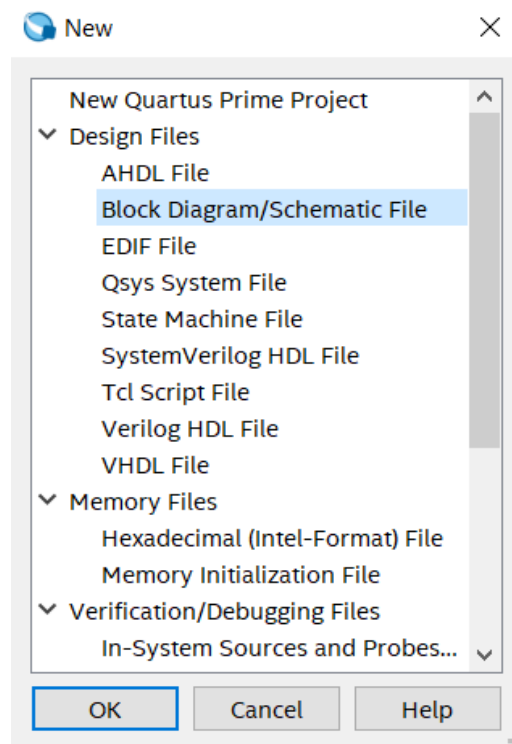 New
New Quartus Prime Project
Design Files
AHDL File
Block Diagram/Schematic File
EDIF File
Qsys System File
State Machine File
SystemVerilog HDL File
Tcl Script File
Verilog HDL File
VHDL File
Memory Files
Hexadecimal (Intel-Format) File
Memory Initialization File
Verification/Debugging Files
In-System Sources and Probes...
OK Cancel Help